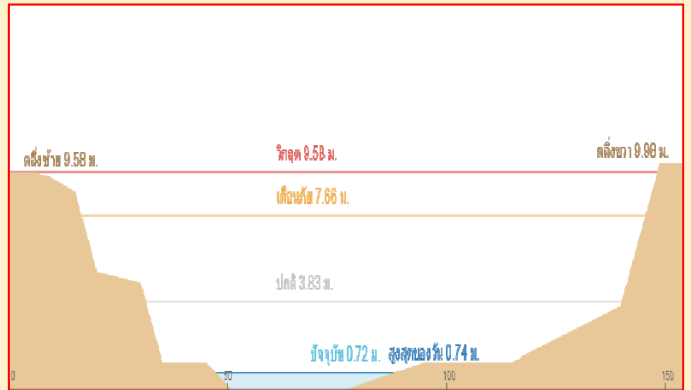 ตลิ่งซ้าย 9.58 ม.
วิกฤต 9.58 ม.
ตลิ่งขวา 9.98 ม.
เตือนภัย 7.66 ม.
ปกติ 3.83 ม.
ปัจจุบัน 0.72 ม. สูงสุดของวัน 0.74 ม.
0 50 100 150